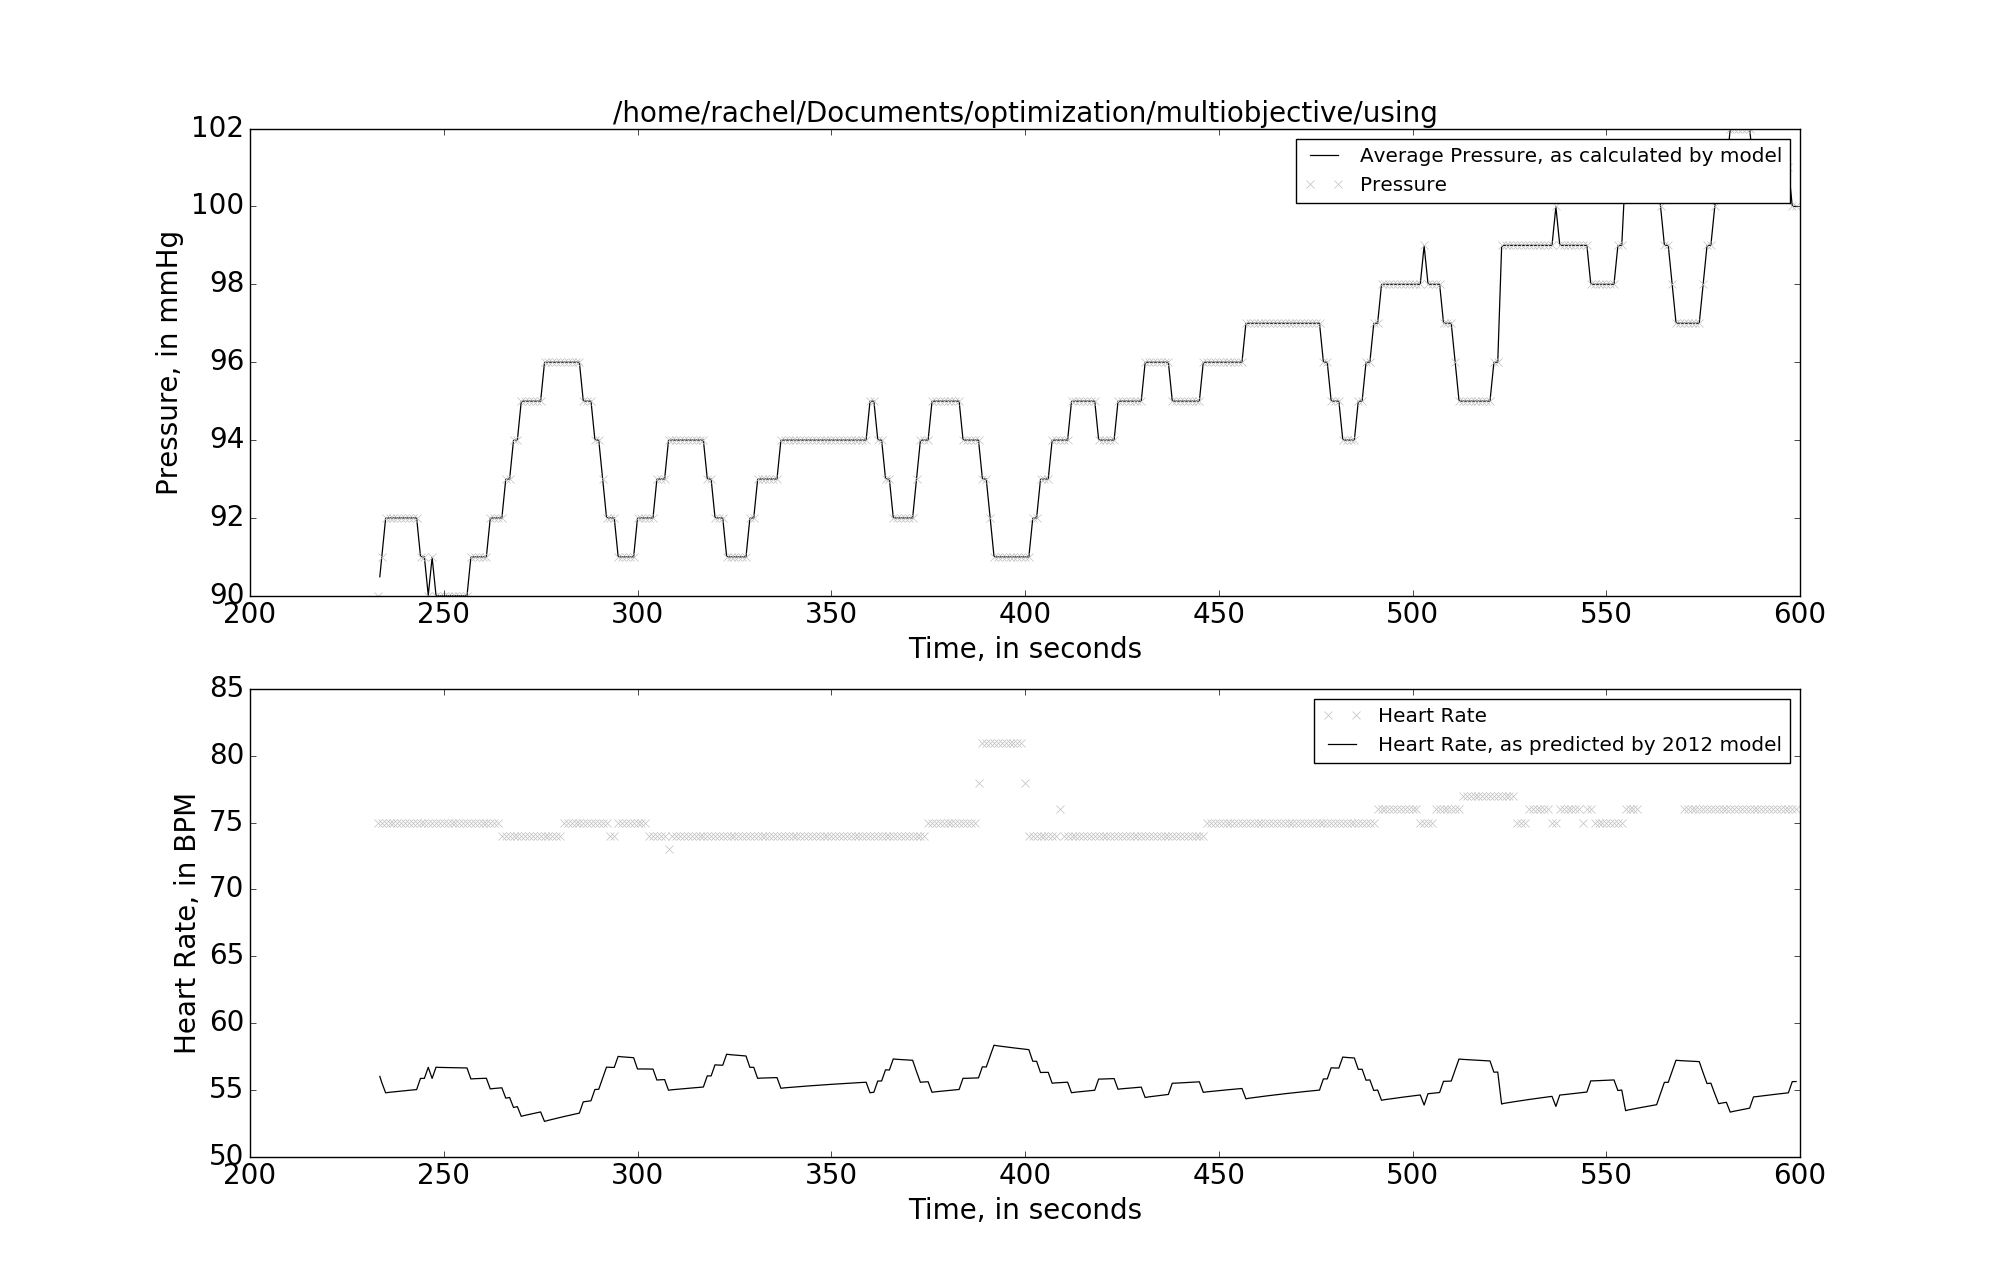 /home/rachel/Documents/optimization/multiobjective/using
102
100
98
96
94
92
90
Pressure, in mmHg
Average Pressure, as calculated by model
Pressure
200 250 300 350 400 450 500 550 600
Time, in seconds
85
80
75
70
65
60
55
50
Heart Rate, in BPM
Heart Rate
Heart Rate, as predicted by 2012 model
200 250 300 350 400 450 500 550 600
Time, in seconds